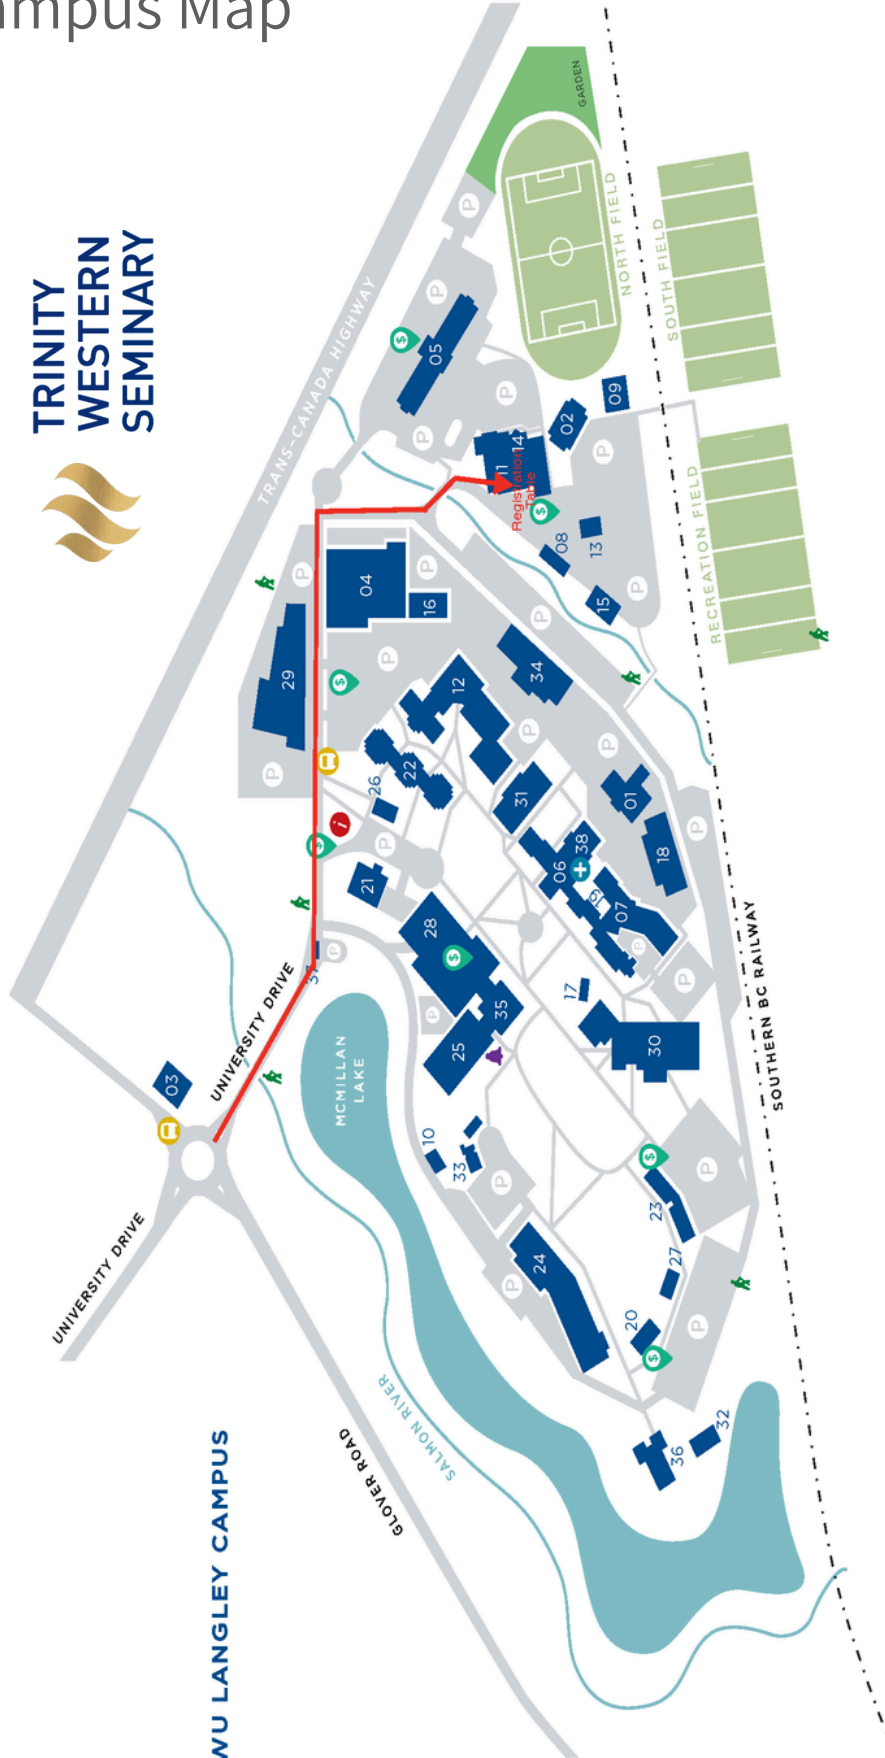 Campus Map
TRINITY
WESTERN
SEMINARY
TRANS-CANADA HIGHWAY
GARDEN
NORTH FIELD
SOUTH FIELD
RECREATION FIELD
P
P
05
P
P
09
02
P
11
14
Registration
Table
08
13
15
P
04
16
P
P
29
P
P
34
P
12
22
26
P
31
P
01
18
P
21
P
06
38
19
07
P
P
28
35
25
P
17
30
37
P
UNIVERSITY DRIVE
03
MCMILLAN
LAKE
10
33
P
24
P
23
P
27
20
P
36
32
UNIVERSITY DRIVE
SALMON RIVER
GLOVER ROAD
SOUTHERN BC RAILWAY
WU LANGLEY CAMPUS